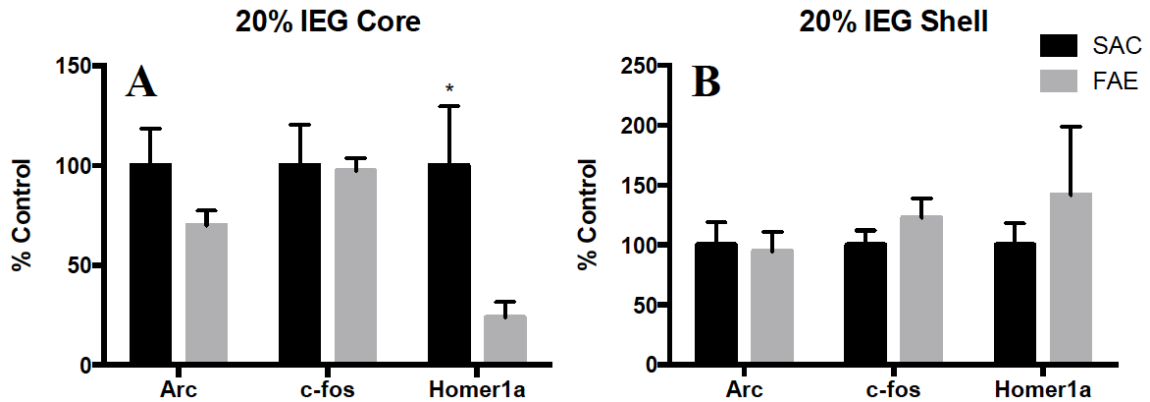 20% IEG Core
A
% Control
150
100
50
0
*
Arc c-fos Homer1a
20% IEG Shell
B
% Control
250
200
150
100
50
0
Arc c-fos Homer1a
SAC
FAE